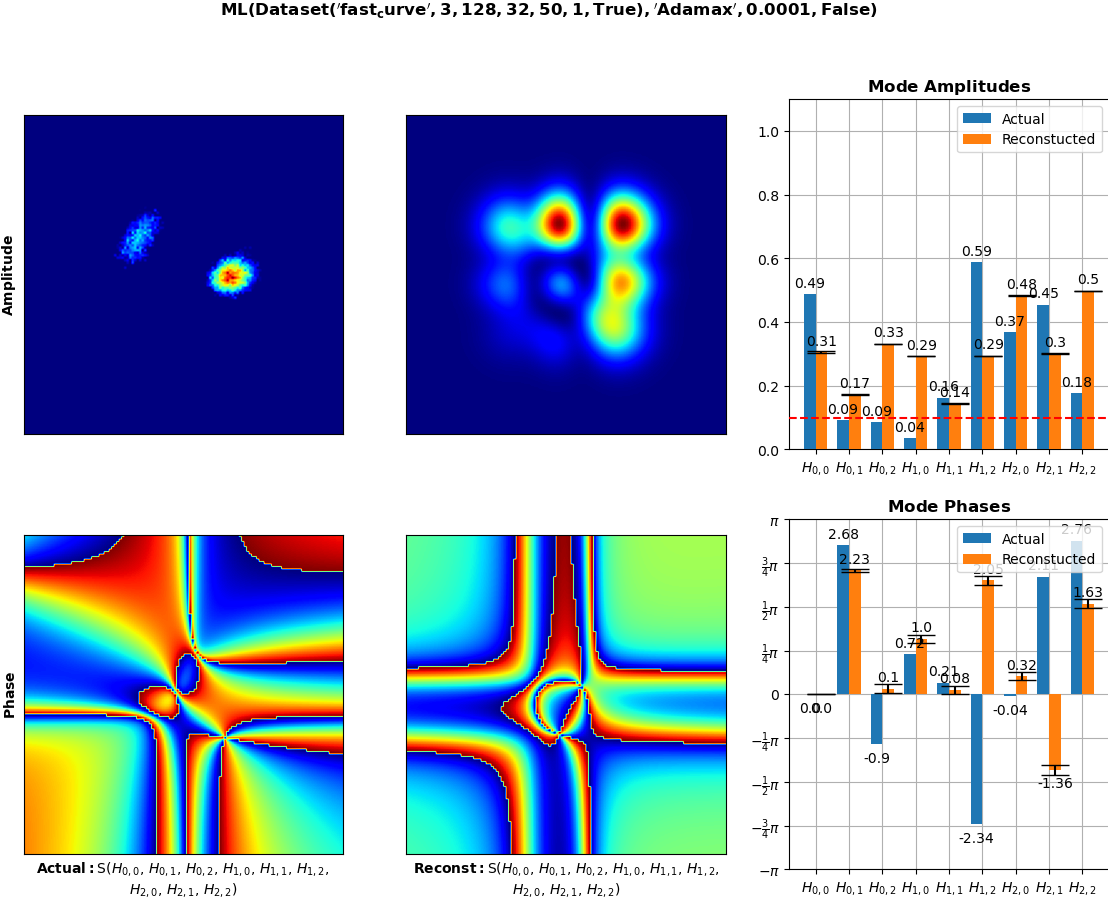 ML(Dataset('fast_curve', 3, 128, 32, 50, 1, True), 'Adamax', 0.0001, False)
Amplitude
Mode Amplitudes
Actual
Reconstucted
1.0
0.8
0.6
0.4
0.2
0.0
0.49
0.31
0.09
0.17
0.09
0.33
0.04
0.29
0.16
0.14
0.59
0.29
0.37
0.48
0.45
0.3
0.18
0.5
H0,0 H0,1 H0,2 H1,0 H1,1 H1,2 H2,0 H2,1 H2,2
Phase
Mode Phases
Actual
Reconstucted
π
3/4π
1/2π
1/4π
0
−1/4π
−1/2π
−3/4π
−π
0.0
0.0
2.68
2.23
-0.9
0.1
0.72
1.0
0.21
0.08
-2.34
2.05
-0.04
0.32
2.11
-1.36
2.76
1.63
H0,0 H0,1 H0,2 H1,0 H1,1 H1,2 H2,0 H2,1 H2,2
Actual: S(H0,0, H0,1, H0,2, H1,0, H1,1, H1,2,
H2,0, H2,1, H2,2)
Reconst: S(H0,0, H0,1, H0,2, H1,0, H1,1, H1,2,
H2,0, H2,1, H2,2)